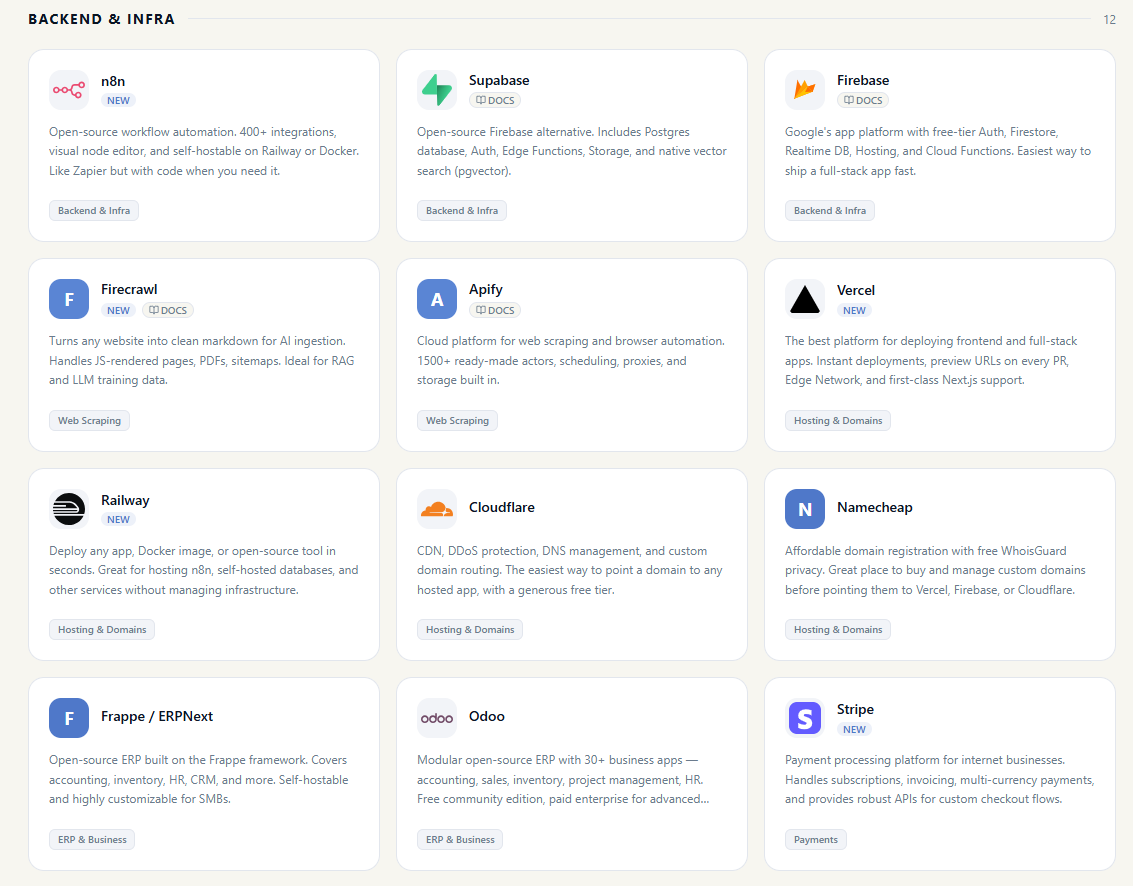 BACKEND & INFRA
12
n8n
NEW
Open-source workflow automation. 400+ integrations,
visual node editor, and self-hostable on Railway or Docker.
Like Zapier but with code when you need it.
Backend & Infra
Supabase
DOCS
Open-source Firebase alternative. Includes Postgres
database, Auth, Edge Functions, Storage, and native vector
search (pgvector).
Backend & Infra
Firebase
DOCS
Google's app platform with free-tier Auth, Firestore,
Realtime DB, Hosting, and Cloud Functions. Easiest way to
ship a full-stack app fast.
Backend & Infra
F
Firecrawl
NEW DOCS
Turns any website into clean markdown for AI ingestion.
Handles JS-rendered pages, PDFs, sitemaps. Ideal for RAG
and LLM training data.
Web Scraping
A
Apify
DOCS
Cloud platform for web scraping and browser automation.
1500+ ready-made actors, scheduling, proxies, and
storage built in.
Web Scraping
Vercel
NEW
The best platform for deploying frontend and full-stack
apps. Instant deployments, preview URLs on every PR,
Edge Network, and first-class Next.js support.
Hosting & Domains
Railway
NEW
Deploy any app, Docker image, or open-source tool in
seconds. Great for hosting n8n, self-hosted databases, and
other services without managing infrastructure.
Hosting & Domains
Cloudflare
CDN, DDoS protection, DNS management, and custom
domain routing. The easiest way to point a domain to any
hosted app, with a generous free tier.
Hosting & Domains
N
Namecheap
Affordable domain registration with free WhoisGuard
privacy. Great place to buy and manage custom domains
before pointing them to Vercel, Firebase, or Cloudflare.
Hosting & Domains
F
Frappe / ERPNext
Open-source ERP built on the Frappe framework. Covers
accounting, inventory, HR, CRM, and more. Self-hostable
and highly customizable for SMBs.
ERP & Business
odoo
Odoo
Modular open-source ERP with 30+ business apps —
accounting, sales, inventory, project management, HR.
Free community edition, paid enterprise for advanced...
ERP & Business
S
Stripe
NEW
Payment processing platform for internet businesses.
Handles subscriptions, invoicing, multi-currency payments,
and provides robust APIs for custom checkout flows.
Payments